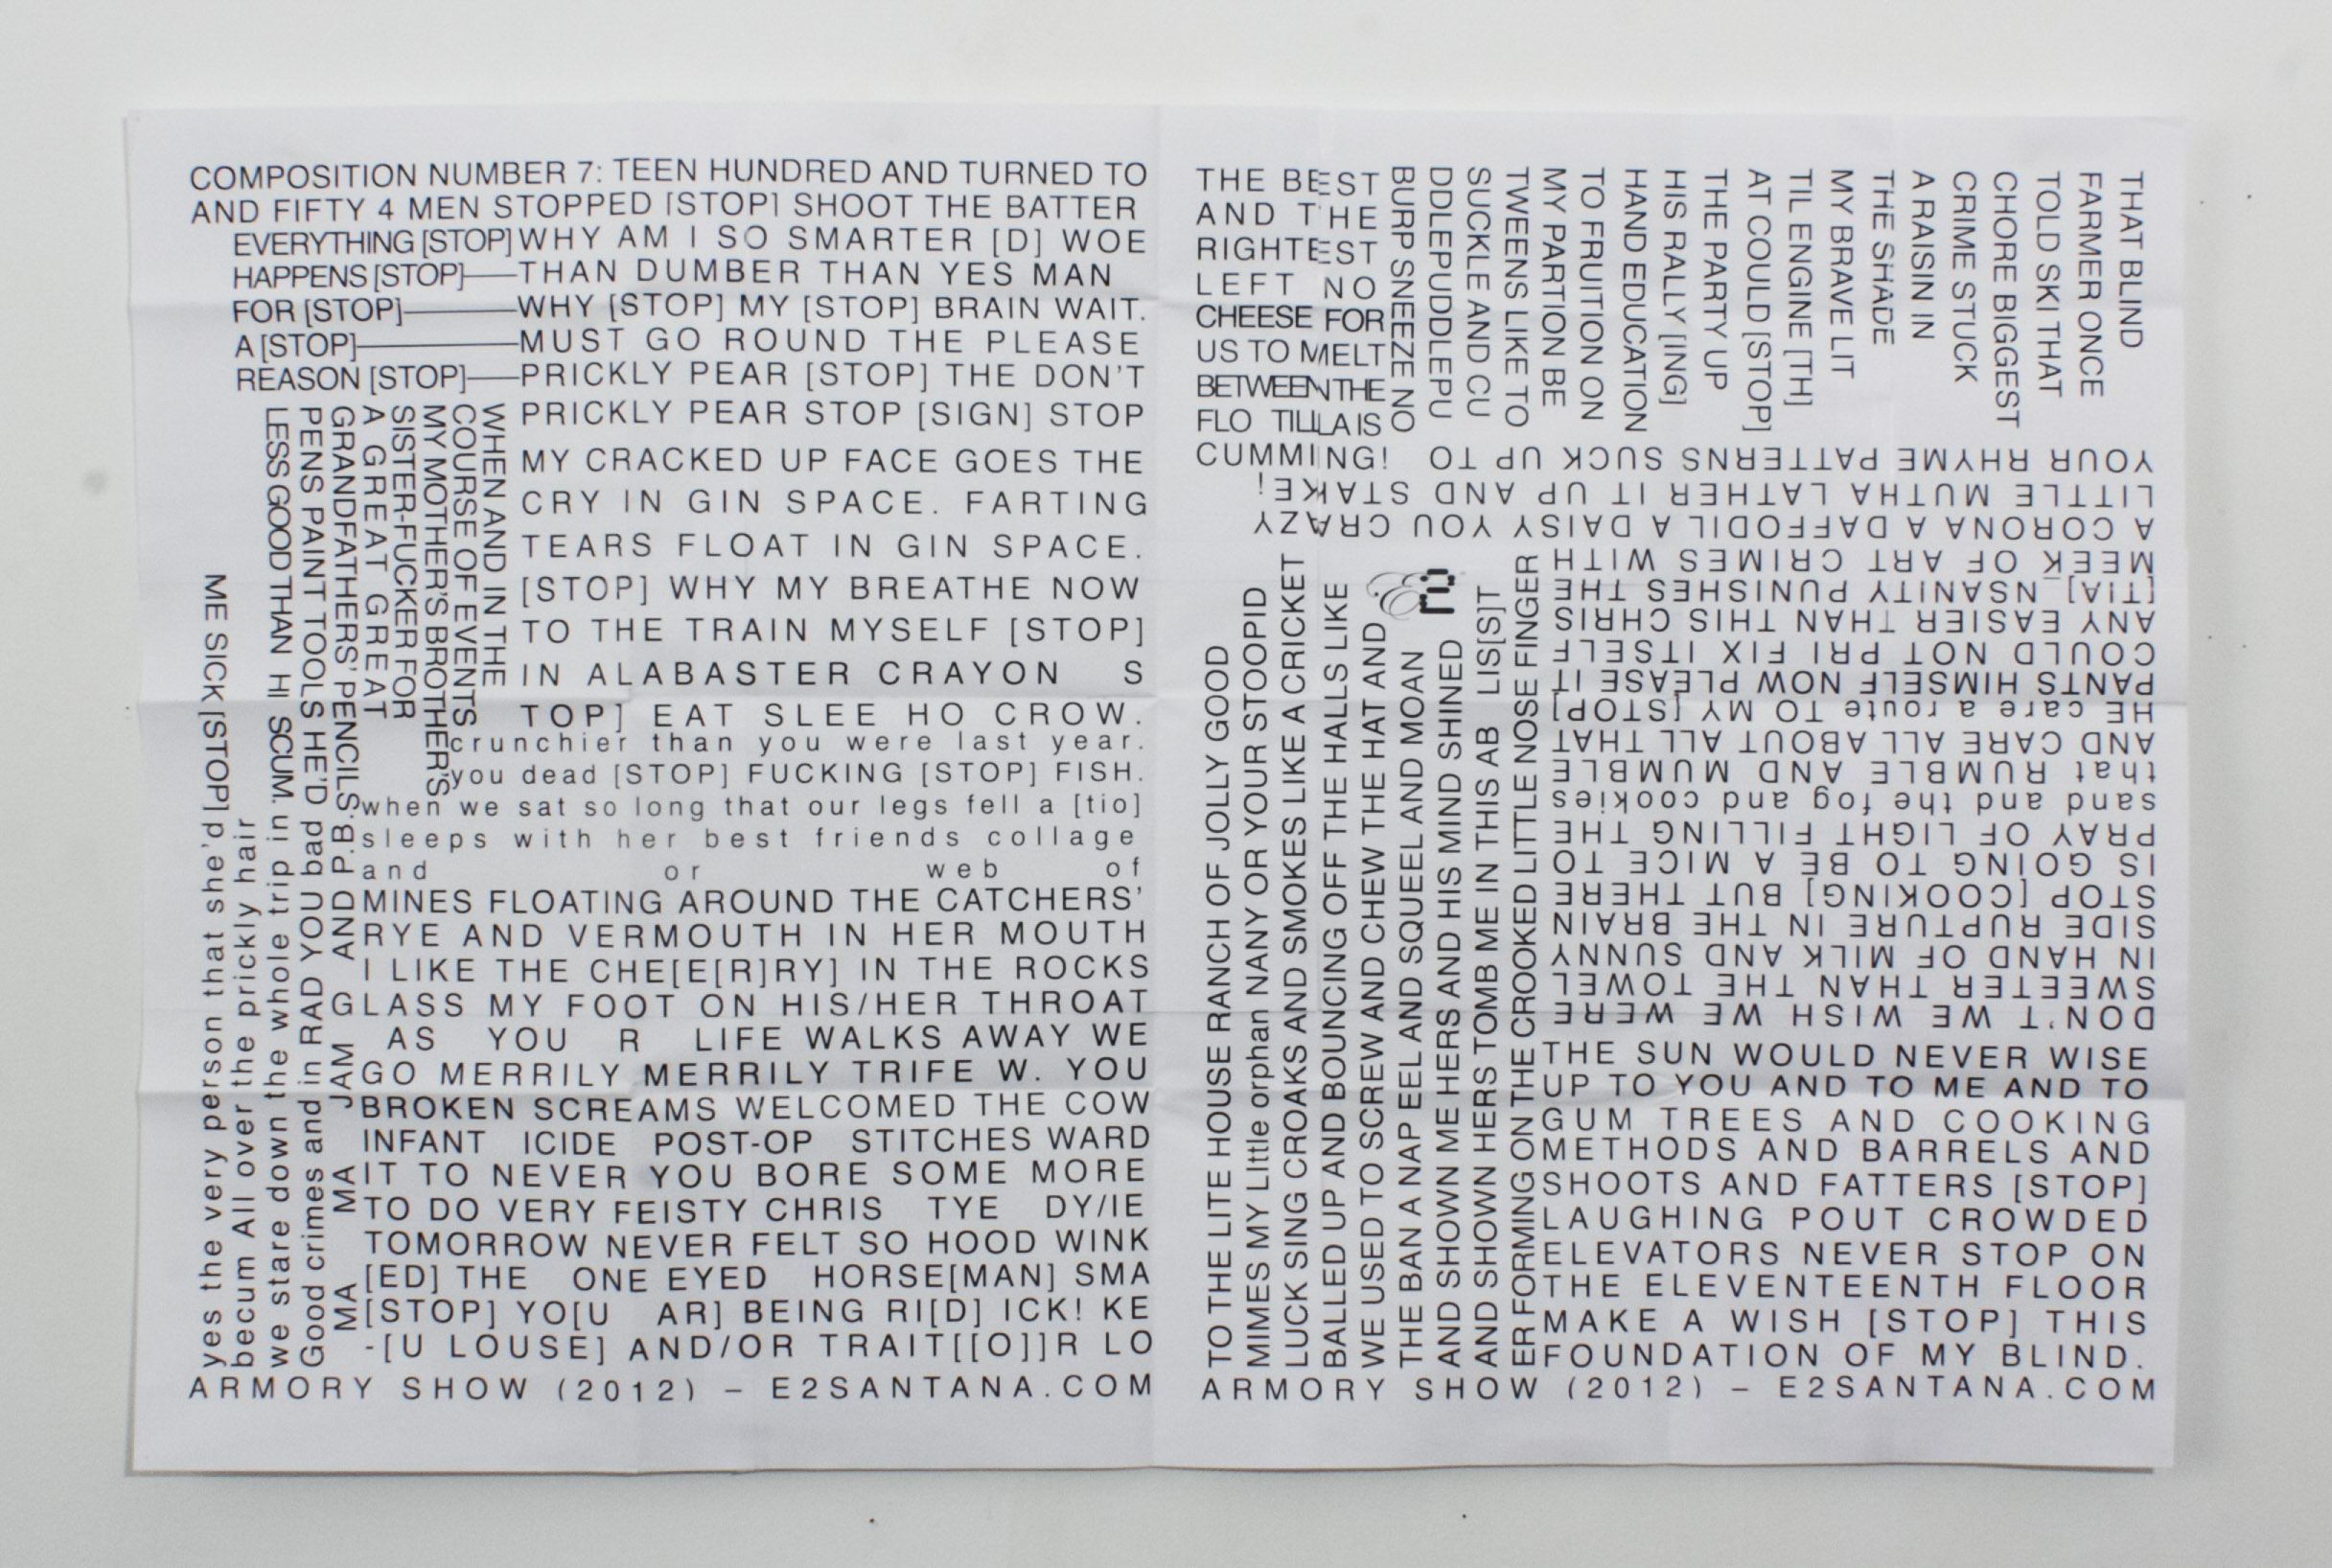 COMPOSITION NUMBER 7: TEEN HUNDRED AND TURNED TO
AND FIFTY 4 MEN STOPPED [STOP] SHOOT THE BATTER
EVERYTHING [STOP] WHY AM I SO SMARTER [D] WOE
HAPPENS [STOP]——THAN DUMBER THAN YES MAN
FOR [STOP]————WHY [STOP] MY [STOP] BRAIN WAIT.
A [STOP]——————MUST GO ROUND THE PLEASE
REASON [STOP]——PRICKLY PEAR [STOP] THE DON'T
PRICKLY PEAR STOP [SIGN] STOP
MY CRACKED UP FACE GOES THE
CRY IN GIN SPACE. FARTING
TEARS FLOAT IN GIN SPACE.
[STOP] WHY MY BREATHE NOW
TO THE TRAIN MYSELF [STOP]
IN ALABASTER CRAYON S
TOP] EAT SLEE HO CROW.
crunchier than you were last year.
you dead [STOP] FUCKING [STOP] FISH.
when we sat so long that our legs fell a [tio]
sleeps with her best friends collage
and or web of
MINES FLOATING AROUND THE CATCHERS'
RYE AND VERMOUTH IN HER MOUTH
I LIKE THE CHE[E[R]RY] IN THE ROCKS
GLASS MY FOOT ON HIS/HER THROAT
AS YOU R LIFE WALKS AWAY WE
GO MERRILY MERRILY TRIFE W. YOU
BROKEN SCREAMS WELCOMED THE COW
INFANT ICIDE POST-OP STITCHES WARD
IT TO NEVER YOU BORE SOME MORE
TO DO VERY FEISTY CHRIS TYE DY/IE
TOMORROW NEVER FELT SO HOOD WINK
[ED] THE ONE EYED HORSE[MAN] SMA
[STOP] YO[U AR] BEING RI[D] ICK! KE
-[U LOUSE] AND/OR TRAIT[[O]]R LO
WHEN AND IN THE
COURSE OF EVENTS
MY MOTHER'S BROTHER'S
SISTER-FUCKER FOR
A GREAT GREAT
GRANDFATHERS' PENCILS
PENS PAINT TOOLS HE'D
LESS GOOD THAN HI SCUM.
ME SICK [STOP]
yes the very person that she'd
becum All over the prickly hair
we stare down the whole trip in
Good crimes and in RAD YOU bad
MA MA JAM AND P.B.S
ARMORY SHOW (2012) – E2SANTANA.COM
THE BEST
AND THE
RIGHTEST
LEFT NO
CHEESE FOR
US TO MELT
BETWEEN THE
FLO TILLA IS
CUMMING!
THAT BLIND
FARMER ONCE
TOLD SKI THAT
CHORE BIGGEST
CRIME STUCK
A RAISIN IN
THE SHADE
MY BRAVE LIT
TIL ENGINE [TH]
AT COULD [STOP]
THE PARTY UP
HIS RALLY [ING]
HAND EDUCATION
TO FRUITION ON
MY PARTION BE
TWEENS LIKE TO
SUCKLE AND CU
DDLEPUDDLEPU
BURP SNEEZE NO
DON'T WE WISH WE WERE
SWEETER THAN THE TOWEL
IN HAND OF MILK AND SUNNY
SIDE RUPTURE IN THE BRAIN
STOP [COOKING] BUT THERE
IS GOING TO BE A MICE TO
PRAY OF LIGHT FILLING THE
sand and the fog and cookies
that RUMBLE AND MUMBLE
AND CARE ALL ABOUT ALL THAT
HE care a route TO MY [STOP]
PANTS HIMSELF NOW PLEASE IT
COULD NOT PRI FIX ITSELF
ANY EASIER THAN THIS CHRIS
[TIA]_NSANITY PUNISHES THE
MEEK OF ART CRIMES WITH
A CORONA A DAFFODIL A DAISY YOU CRAZY
LITTLE MUTHA LATHER IT UP AND STAKE!
YOUR RHYME PATTERNS SUCK UP TO
E2
TO THE LITE HOUSE RANCH OF JOLLY GOOD
MIMES MY LIttle orphan NANY OR YOUR STOOPID
LUCK SING CROAKS AND SMOKES LIKE A CRICKET
BALLED UP AND BOUNCING OFF THE HALLS LIKE
WE USED TO SCREW AND CHEW THE HAT AND
THE BAN A NAP EEL AND SQUEEL AND MOAN
AND SHOWN ME HERS AND HIS MIND SHINED
AND SHOWN HERS TOMB ME IN THIS AB LIS[S]T
ER FORMING ON THE CROOKED LITTLE NOSE FINGER
THE SUN WOULD NEVER WISE
UP TO YOU AND TO ME AND TO
GUM TREES AND COOKING
METHODS AND BARRELS AND
SHOOTS AND FATTERS [STOP]
LAUGHING POUT CROWDED
ELEVATORS NEVER STOP ON
THE ELEVENTEENTH FLOOR
MAKE A WISH [STOP] THIS
FOUNDATION OF MY BLIND.
ARMORY SHOW (2012) – E2SANTANA.COM